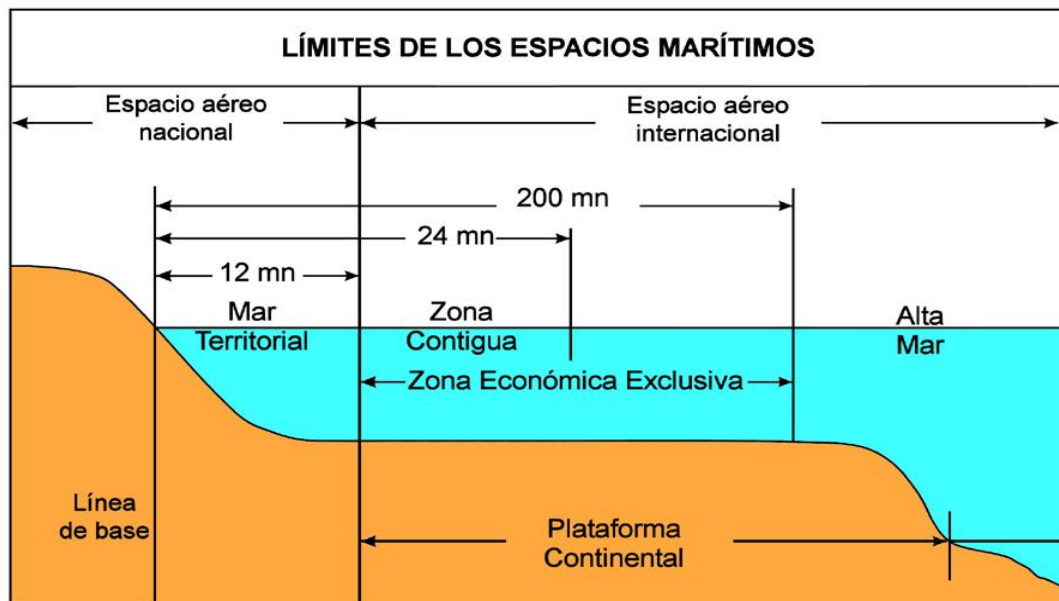 LÍMITES DE LOS ESPACIOS MARÍTIMOS
Espacio aéreo
nacional
Espacio aéreo
internacional
200 mn
24 mn
12 mn
Mar
Territorial
Zona
Contigua
Alta
Mar
Zona Económica Exclusiva
Línea
de base
Plataforma
Continental